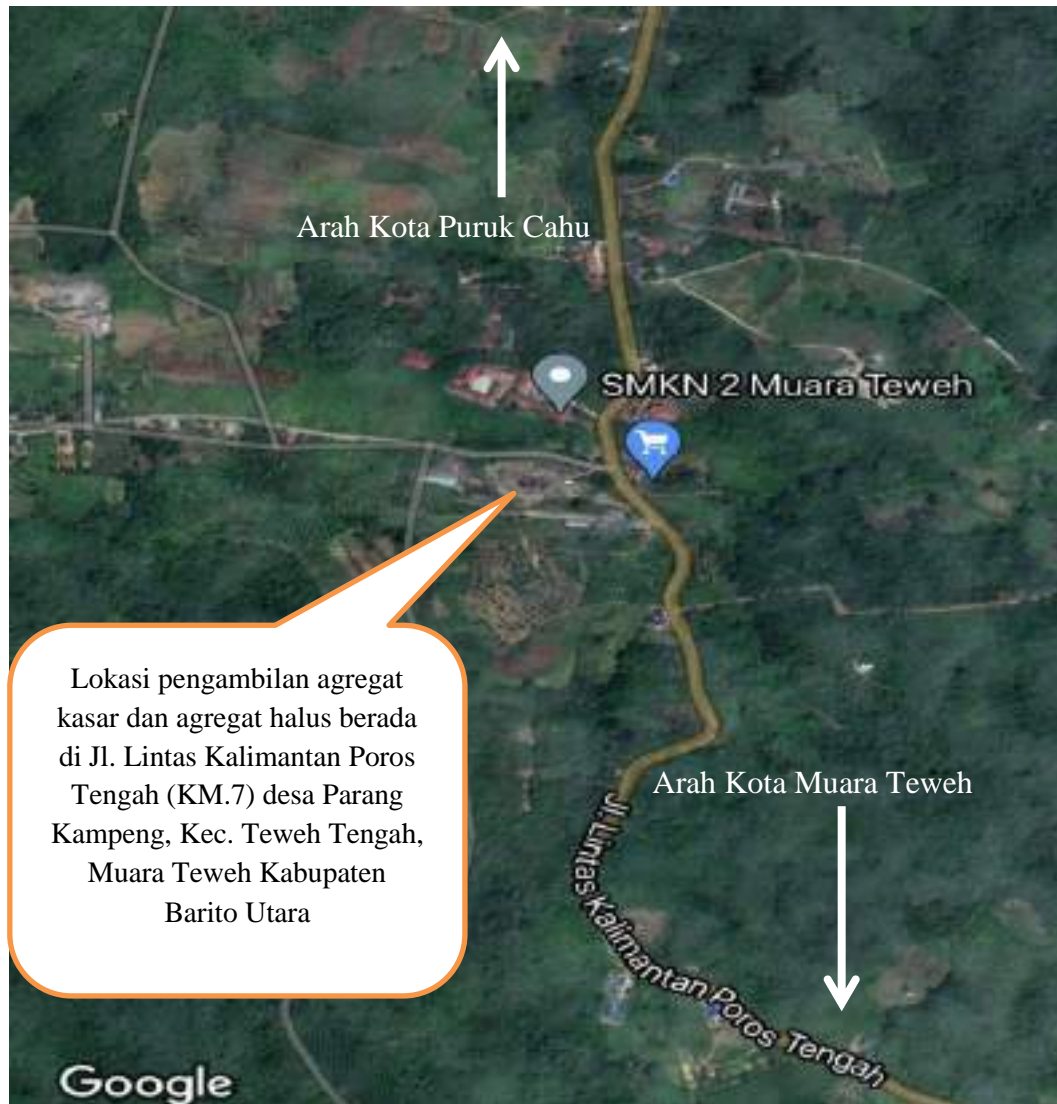 Arah Kota Puruk Cahu
SMKN 2 Muara Teweh
Lokasi pengambilan agregat
kasar dan agregat halus berada
di Jl. Lintas Kalimantan Poros
Tengah (KM.7) desa Parang
Kampeng, Kec. Teweh Tengah,
Muara Teweh Kabupaten
Barito Utara
Arah Kota Muara Teweh
Jl. Lintas Kalimantan Poros Tengah
Google